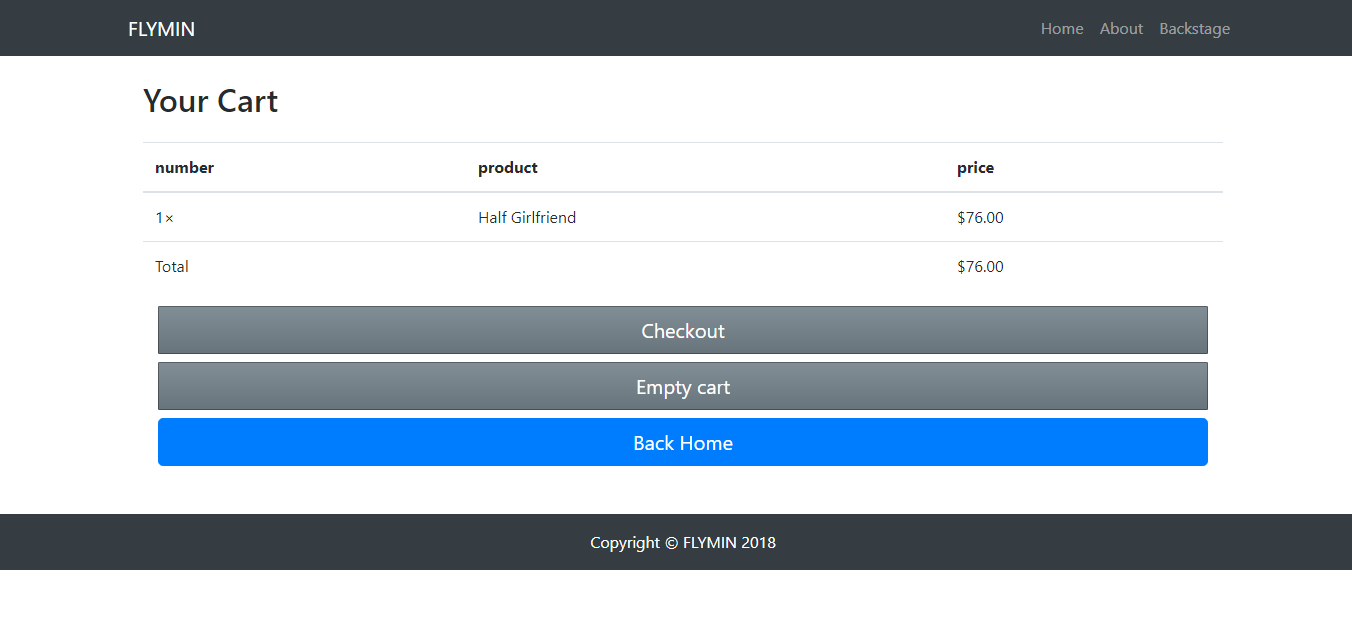 FLYMIN Home About Backstage
Your Cart
number product price
1× Half Girlfriend $76.00
Total $76.00
Checkout
Empty cart
Back Home
Copyright © FLYMIN 2018